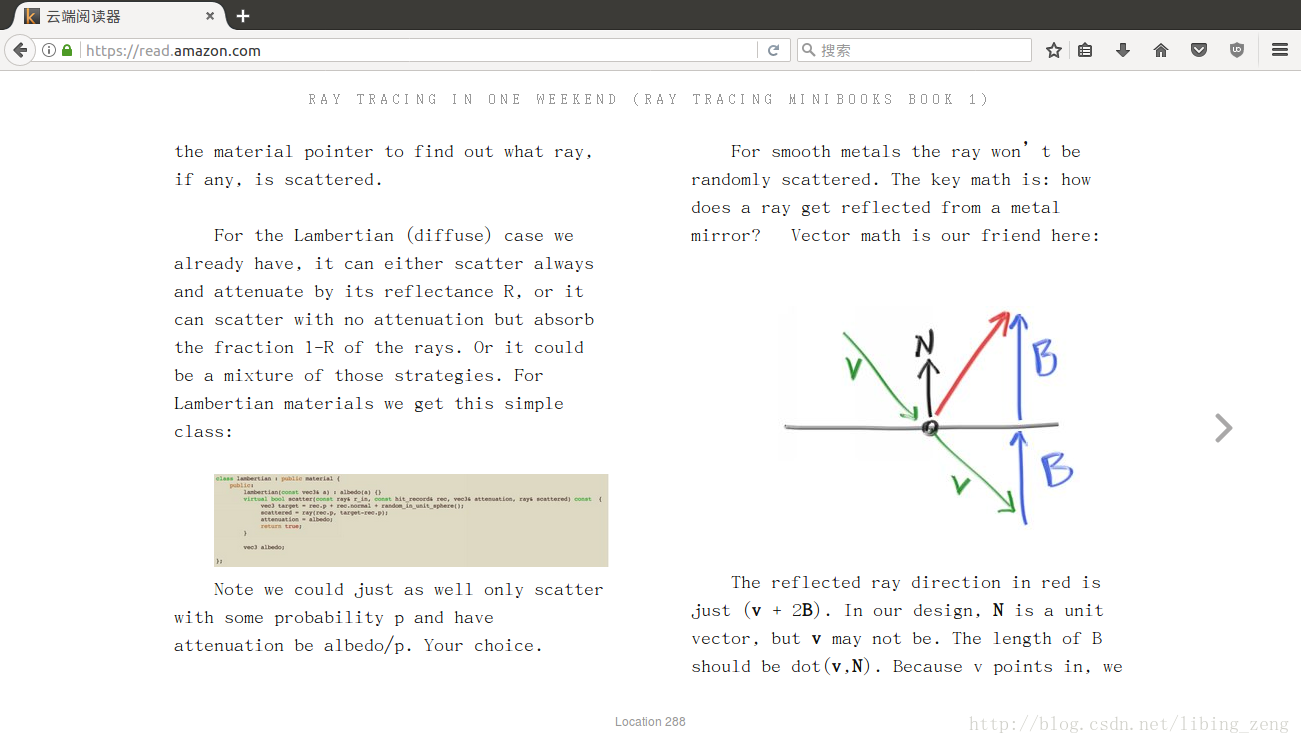 云端阅读器
https://read.amazon.com
搜索
RAY TRACING IN ONE WEEKEND (RAY TRACING MINIBOOKS BOOK 1)
the material pointer to find out what ray,
if any, is scattered.
For the Lambertian (diffuse) case we
already have, it can either scatter always
and attenuate by its reflectance R, or it
can scatter with no attenuation but absorb
the fraction 1-R of the rays. Or it could
be a mixture of those strategies. For
Lambertian materials we get this simple
class:
class lambertian : public material {
public:
lambertian(const vec3& a) : albedo(a) {}
virtual bool scatter(const ray& r_in, const hit_record& rec, vec3& attenuation, ray& scattered) const {
vec3 target = rec.p + rec.normal + random_in_unit_sphere();
scattered = ray(rec.p, target-rec.p);
attenuation = albedo;
return true;
}
vec3 albedo;
};
Note we could just as well only scatter
with some probability p and have
attenuation be albedo/p. Your choice.
For smooth metals the ray won't be
randomly scattered. The key math is: how
does a ray get reflected from a metal
mirror? Vector math is our friend here:
N
V
B
V
B
The reflected ray direction in red is
just (v + 2B). In our design, N is a unit
vector, but v may not be. The length of B
should be dot(v,N). Because v points in, we
Location 288
http://blog.csdn.net/libing_zeng